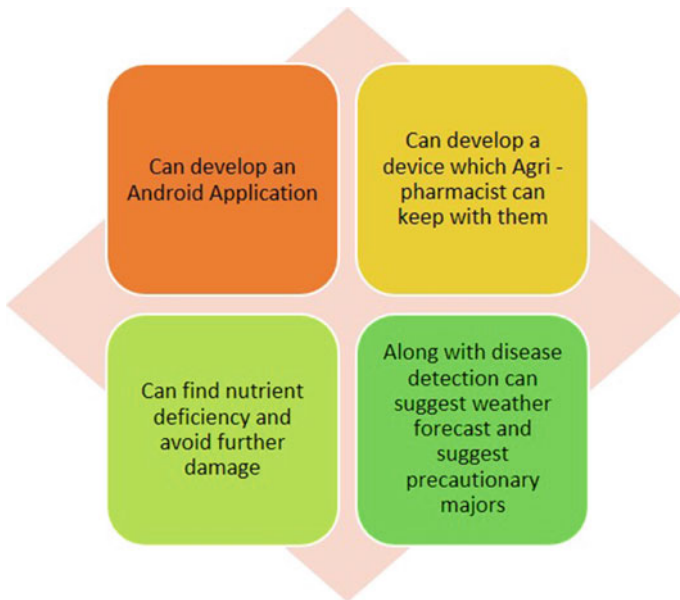 Can develop an
Android Application
Can develop a
device which Agri -
pharmacist can
keep with them
Can find nutrient
deficiency and
avoid further
damage
Along with disease
detection can
suggest weather
forecast and
suggest
precautionary
majors